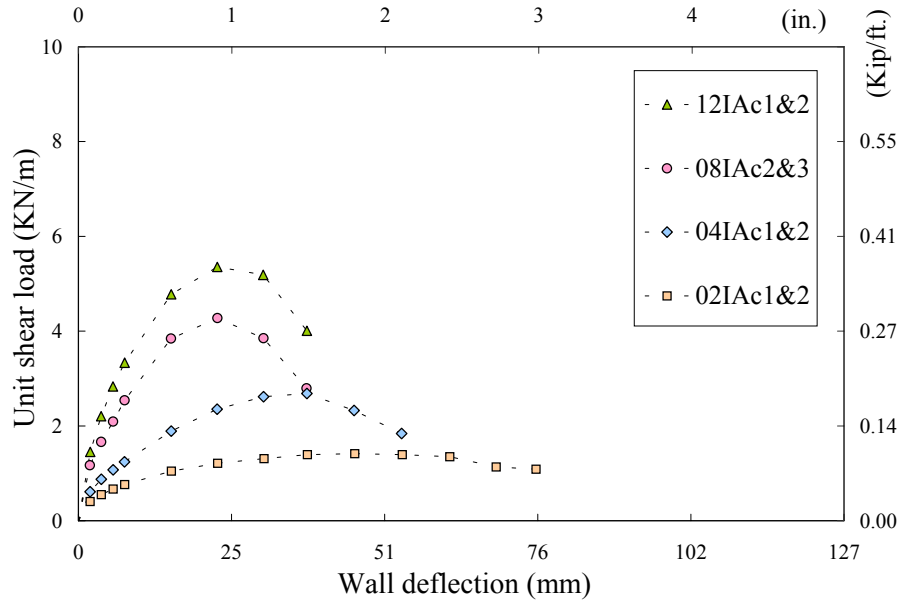 0 1 2 3 4 (in.)
10
8
6
4
2
0
Unit shear load (KN/m)
(Kip/ft.)
0.55
0.41
0.27
0.14
0.00
12IAc1&2
08IAc2&3
04IAc1&2
02IAc1&2
0 25 51 76 102 127
Wall deflection (mm)